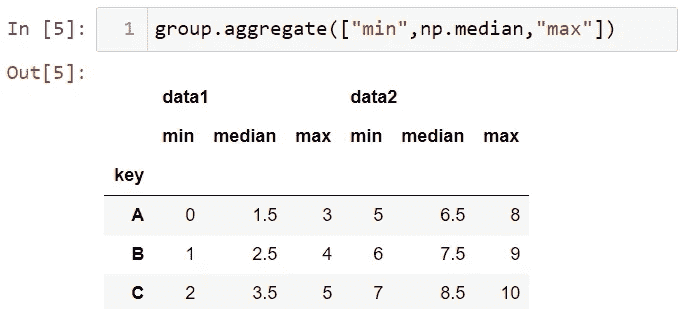 In [5]: 1 group.aggregate(["min",np.median,"max"])
Out[5]:
data1 data2
min median max min median max
key
A 0 1.5 3 5 6.5 8
B 1 2.5 4 6 7.5 9
C 2 3.5 5 7 8.5 10